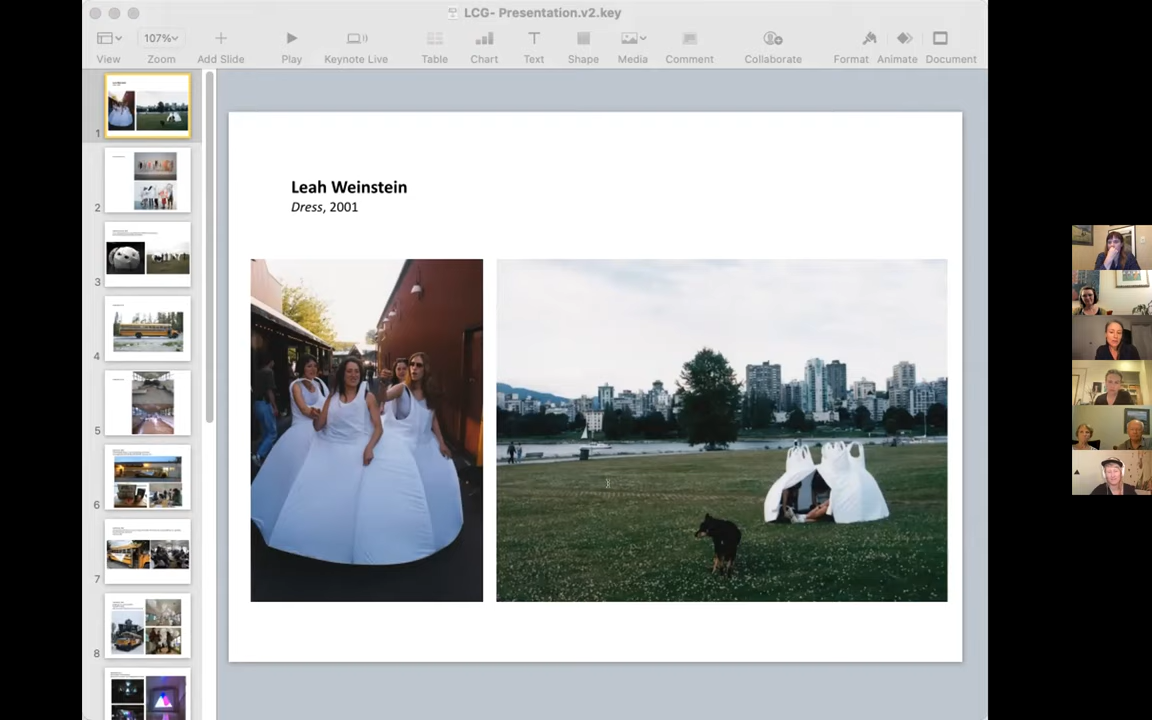 LCG- Presentation.v2.key
107%
View Zoom Add Slide Play Keynote Live Table Chart Text Shape Media Comment Collaborate Format Animate Document
Leah Weinstein
Dress, 2001
1
2
3
4
5
6
7
8